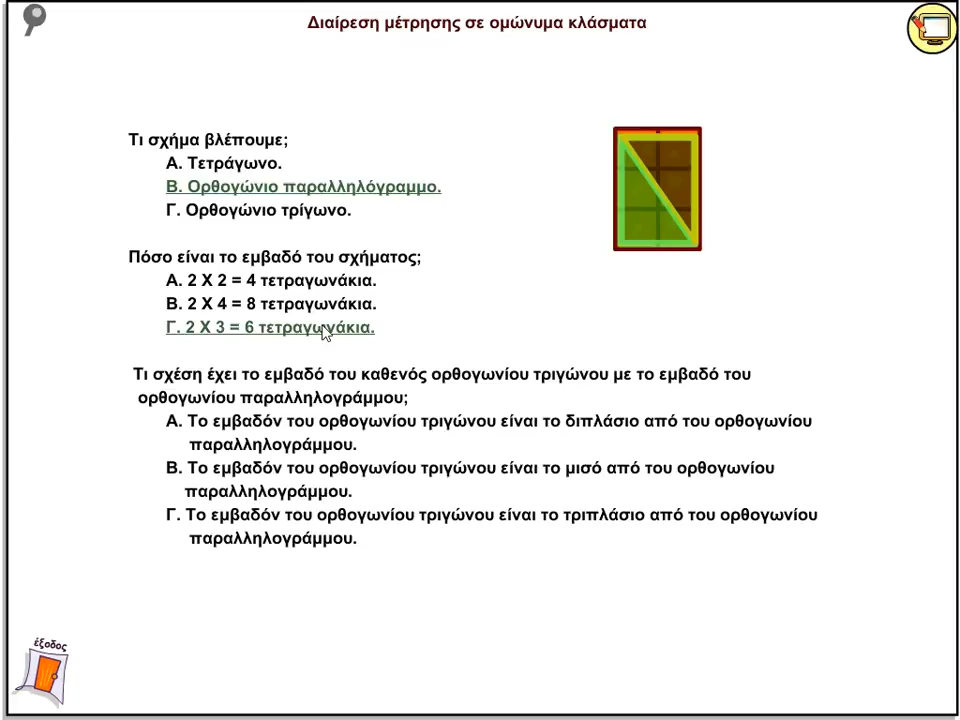 Διαίρεση μέτρησης σε ομώνυμα κλάσματα
Τι σχήμα βλέπουμε;
Α. Τετράγωνο.
Β. Ορθογώνιο παραλληλόγραμμο.
Γ. Ορθογώνιο τρίγωνο.
Πόσο είναι το εμβαδό του σχήματος;
Α. 2 Χ 2 = 4 τετραγωνάκια.
Β. 2 Χ 4 = 8 τετραγωνάκια.
Γ. 2 Χ 3 = 6 τετραγωνάκια.
Τι σχέση έχει το εμβαδό του καθενός ορθογωνίου τριγώνου με το εμβαδό του
ορθογωνίου παραλληλογράμμου;
Α. Το εμβαδόν του ορθογωνίου τριγώνου είναι το διπλάσιο από του ορθογωνίου
παραλληλογράμμου.
Β. Το εμβαδόν του ορθογωνίου τριγώνου είναι το μισό από του ορθογωνίου
παραλληλογράμμου.
Γ. Το εμβαδόν του ορθογωνίου τριγώνου είναι το τριπλάσιο από του ορθογωνίου
παραλληλογράμμου.
έξοδος